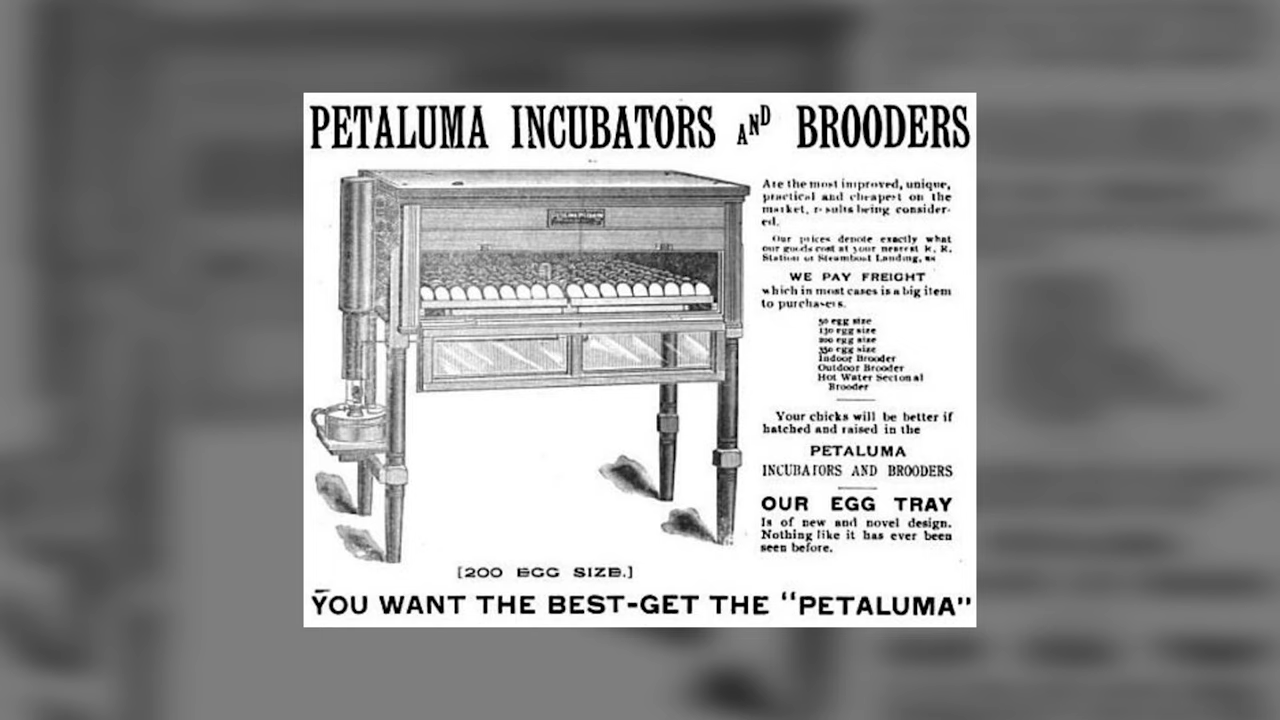 PETALUMA INCUBATORS AND BROODERS
Are the most improved, unique,
practical and cheapest on the
market, results being consider-
ed.
Our prices denote exactly what
our goods cost at your nearest R. R.
Station or Steamboat Landing, as
WE PAY FREIGHT
which in most cases is a big item
to purchasers.
50 egg size
130 egg size
200 egg size
350 egg size
Indoor Brooder
Outdoor Brooder
Hot Water Sectional
Brooder
Your chicks will be better if
hatched and raised in the
PETALUMA
INCUBATORS AND BROODERS
OUR EGG TRAY
Is of new and novel design.
Nothing like it has ever been
seen before.
[200 EGG SIZE.]
YOU WANT THE BEST-GET THE "PETALUMA"